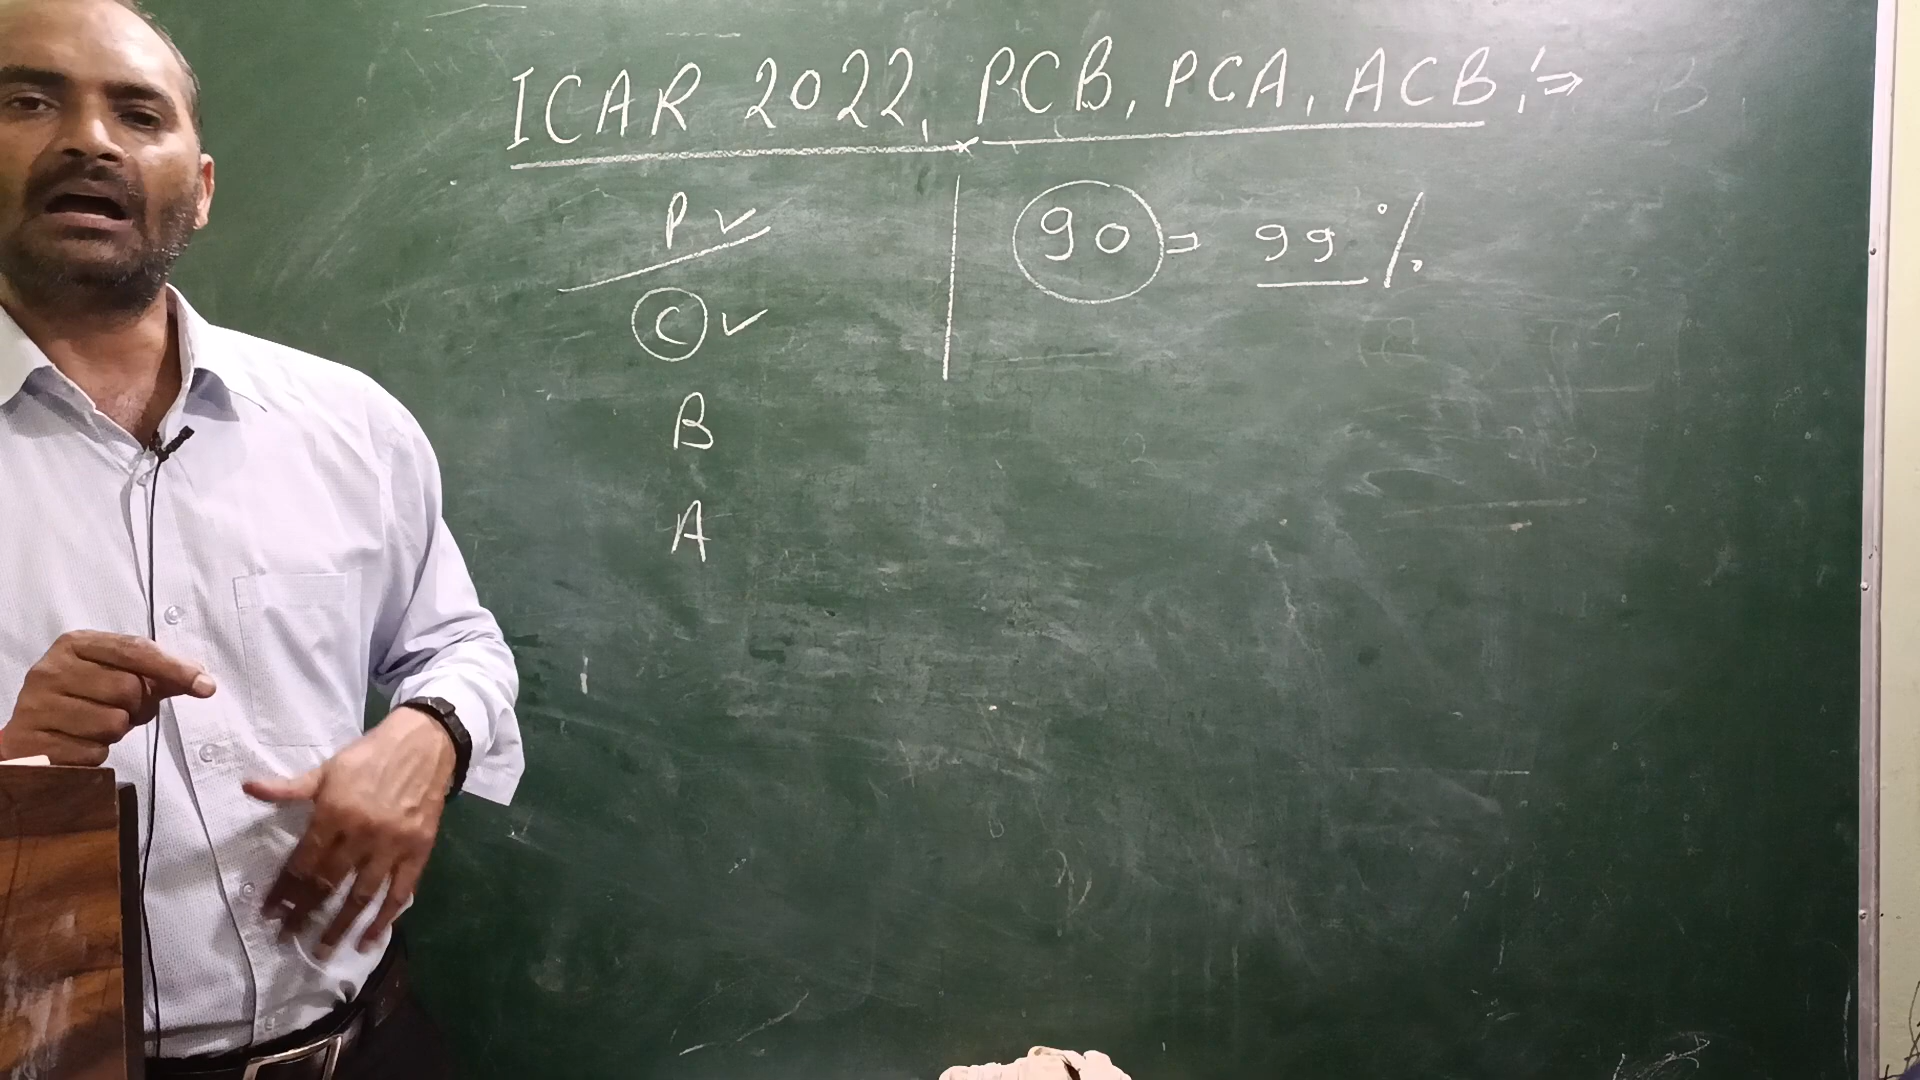 ICAR 2022, PCB, PCA, ACB :⇒
P ✓
C ✓
B
A
90 = 99 %